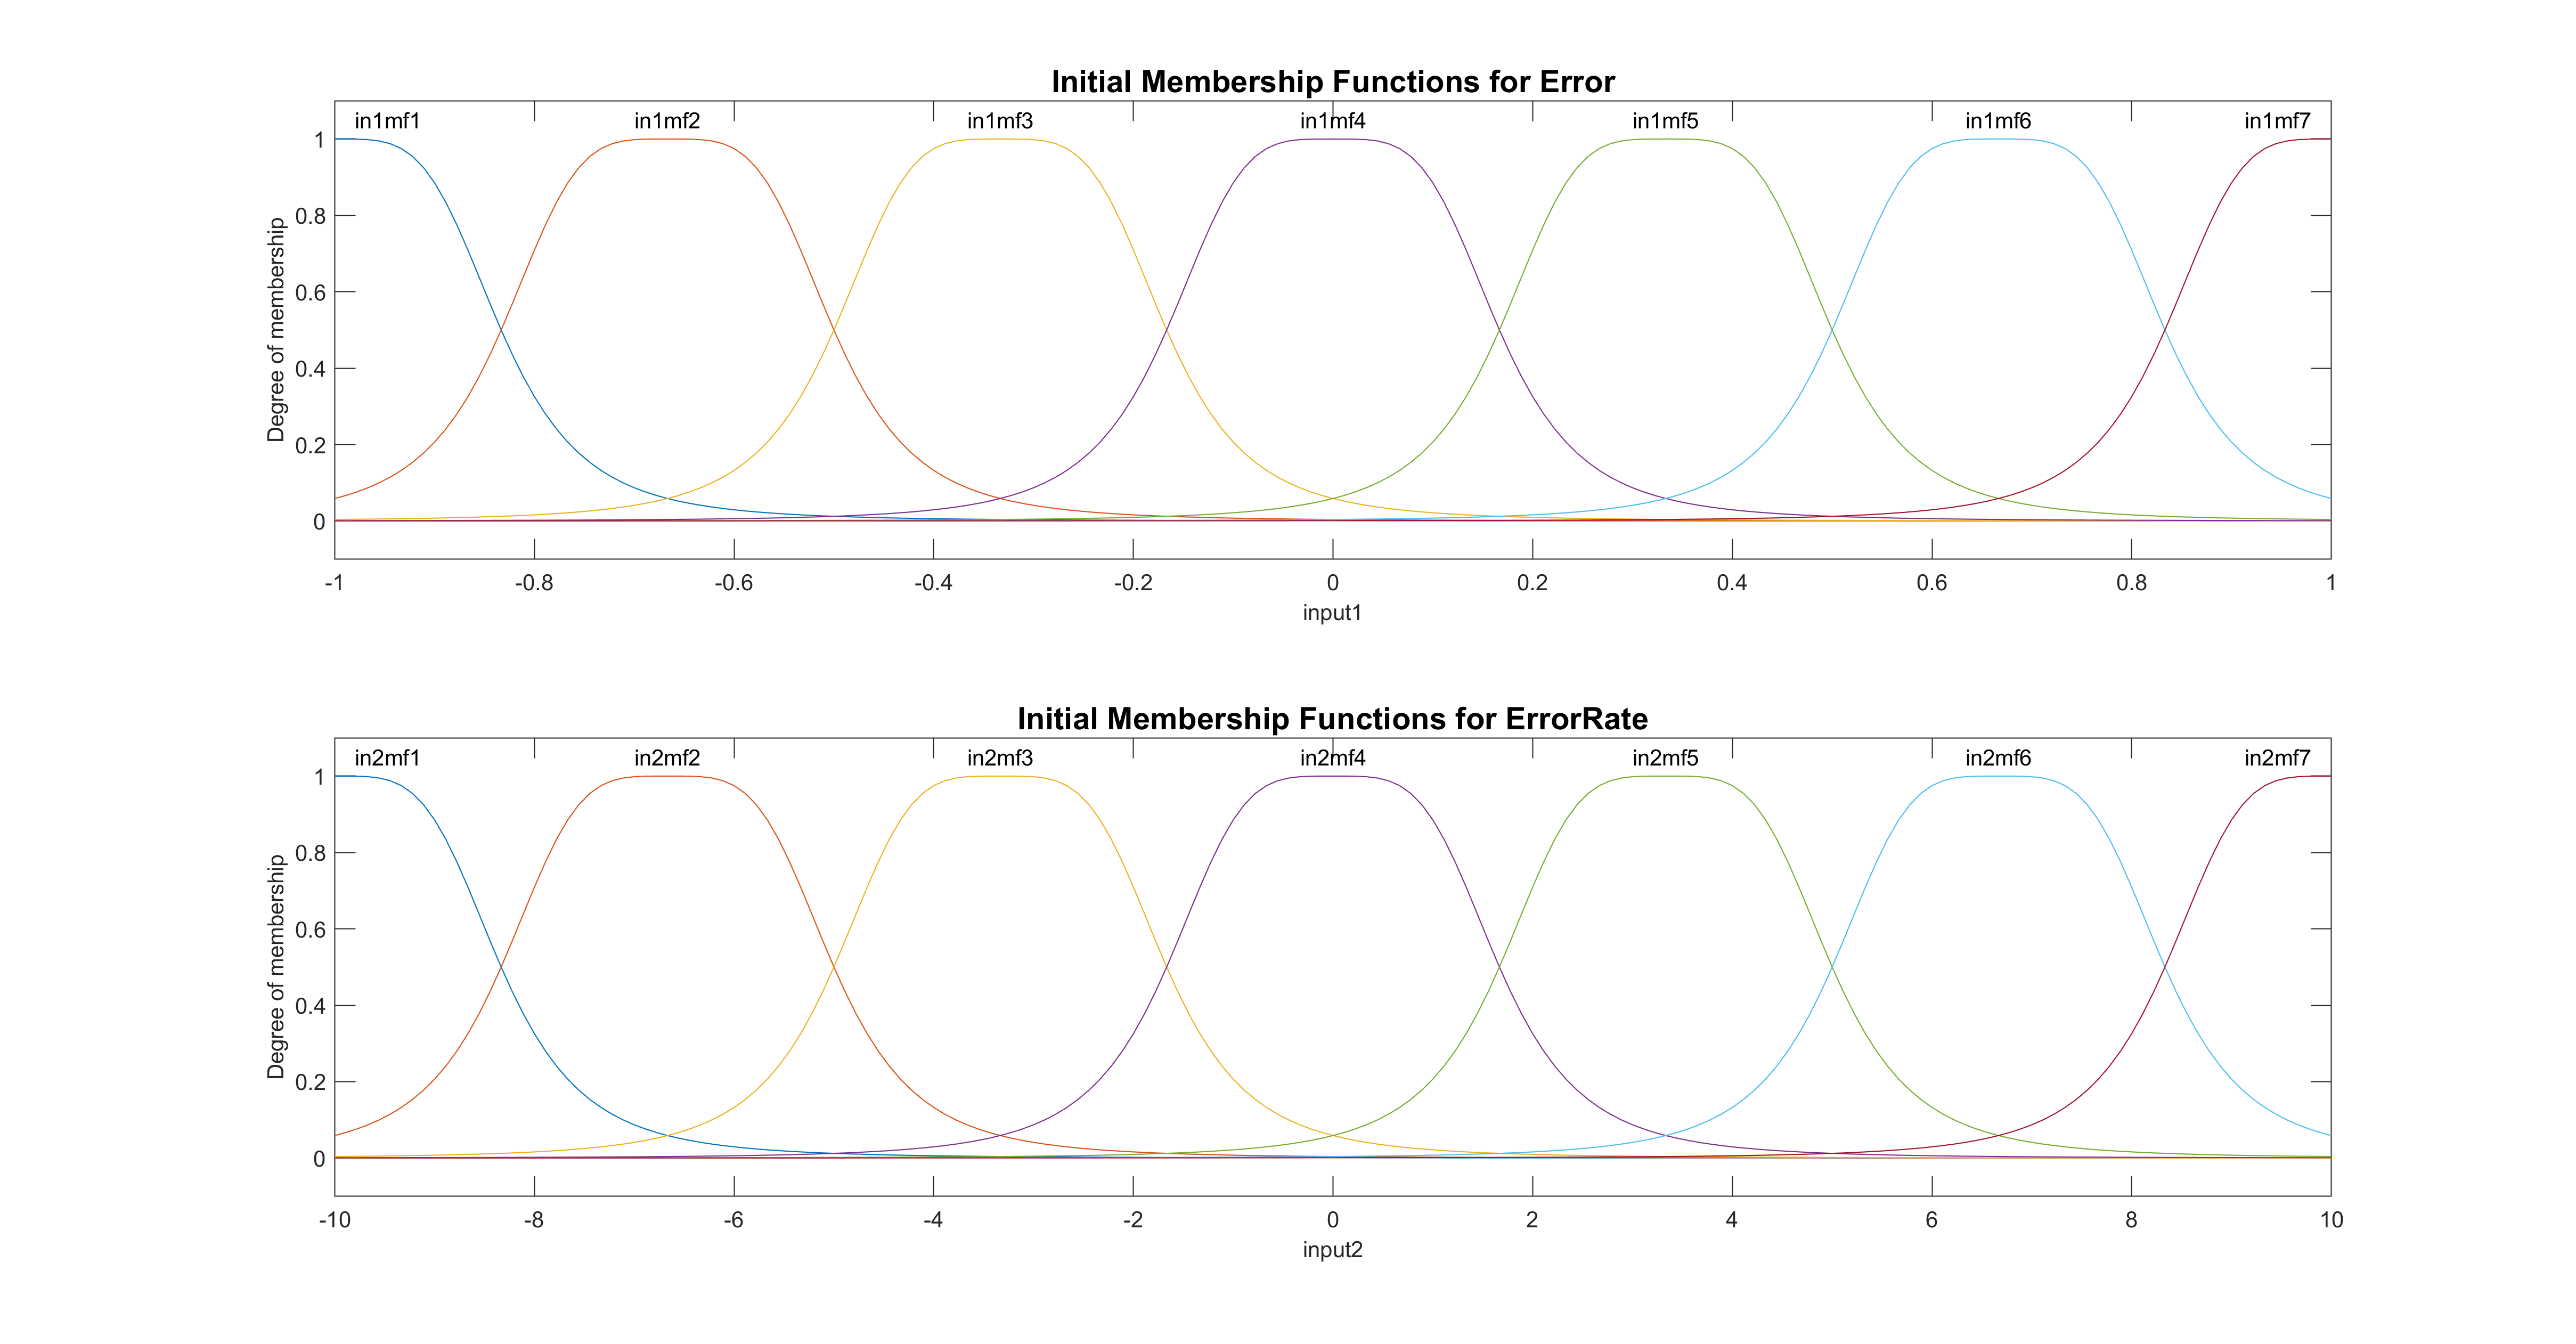 Initial Membership Functions for Error
in1mf1 in1mf2 in1mf3 in1mf4 in1mf5 in1mf6 in1mf7
Degree of membership
1
0.8
0.6
0.4
0.2
0
-1 -0.8 -0.6 -0.4 -0.2 0 0.2 0.4 0.6 0.8 1
input1
Initial Membership Functions for ErrorRate
in2mf1 in2mf2 in2mf3 in2mf4 in2mf5 in2mf6 in2mf7
Degree of membership
1
0.8
0.6
0.4
0.2
0
-10 -8 -6 -4 -2 0 2 4 6 8 10
input2